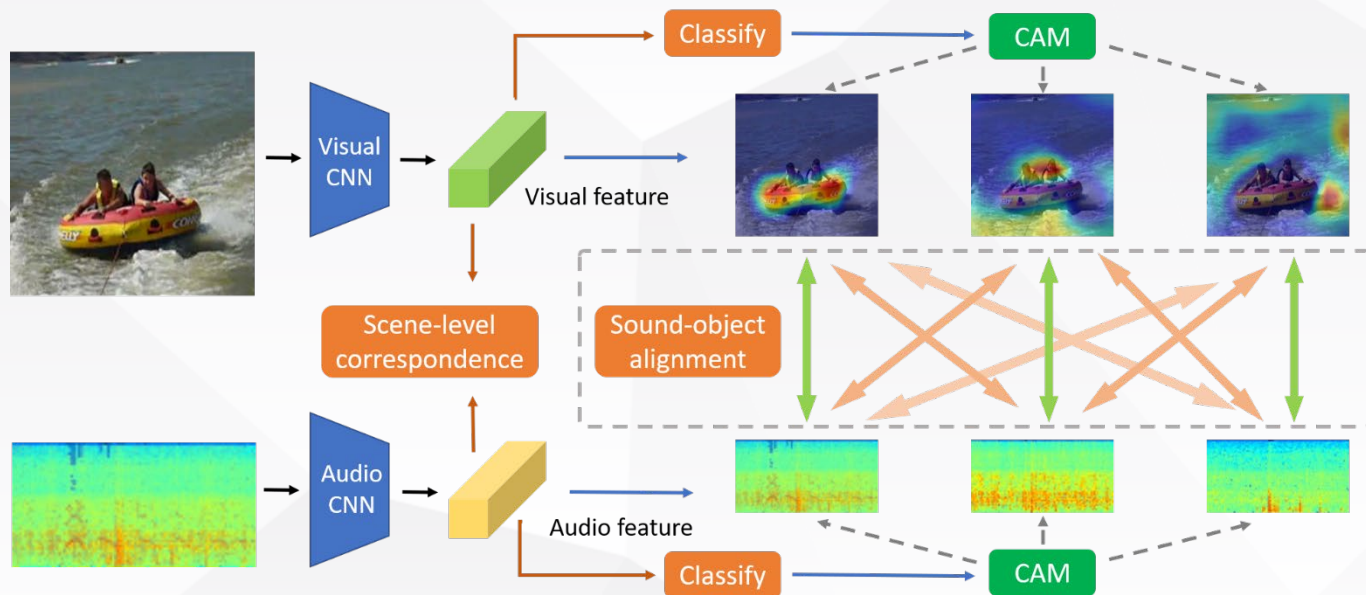 Classify
CAM
Visual
CNN
Visual feature
Scene-level
correspondence
Sound-object
alignment
Audio
CNN
Audio feature
Classify
CAM